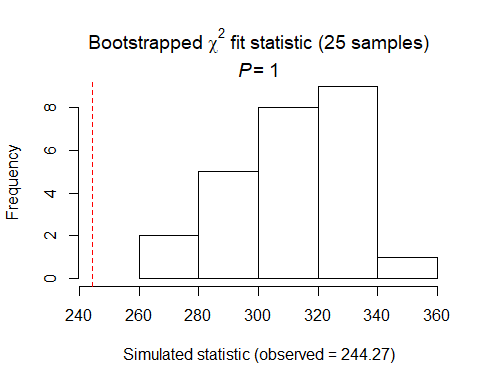 Bootstrapped χ² fit statistic (25 samples)
P= 1
Frequency
8
6
4
2
0
240 260 280 300 320 340 360
Simulated statistic (observed = 244.27)